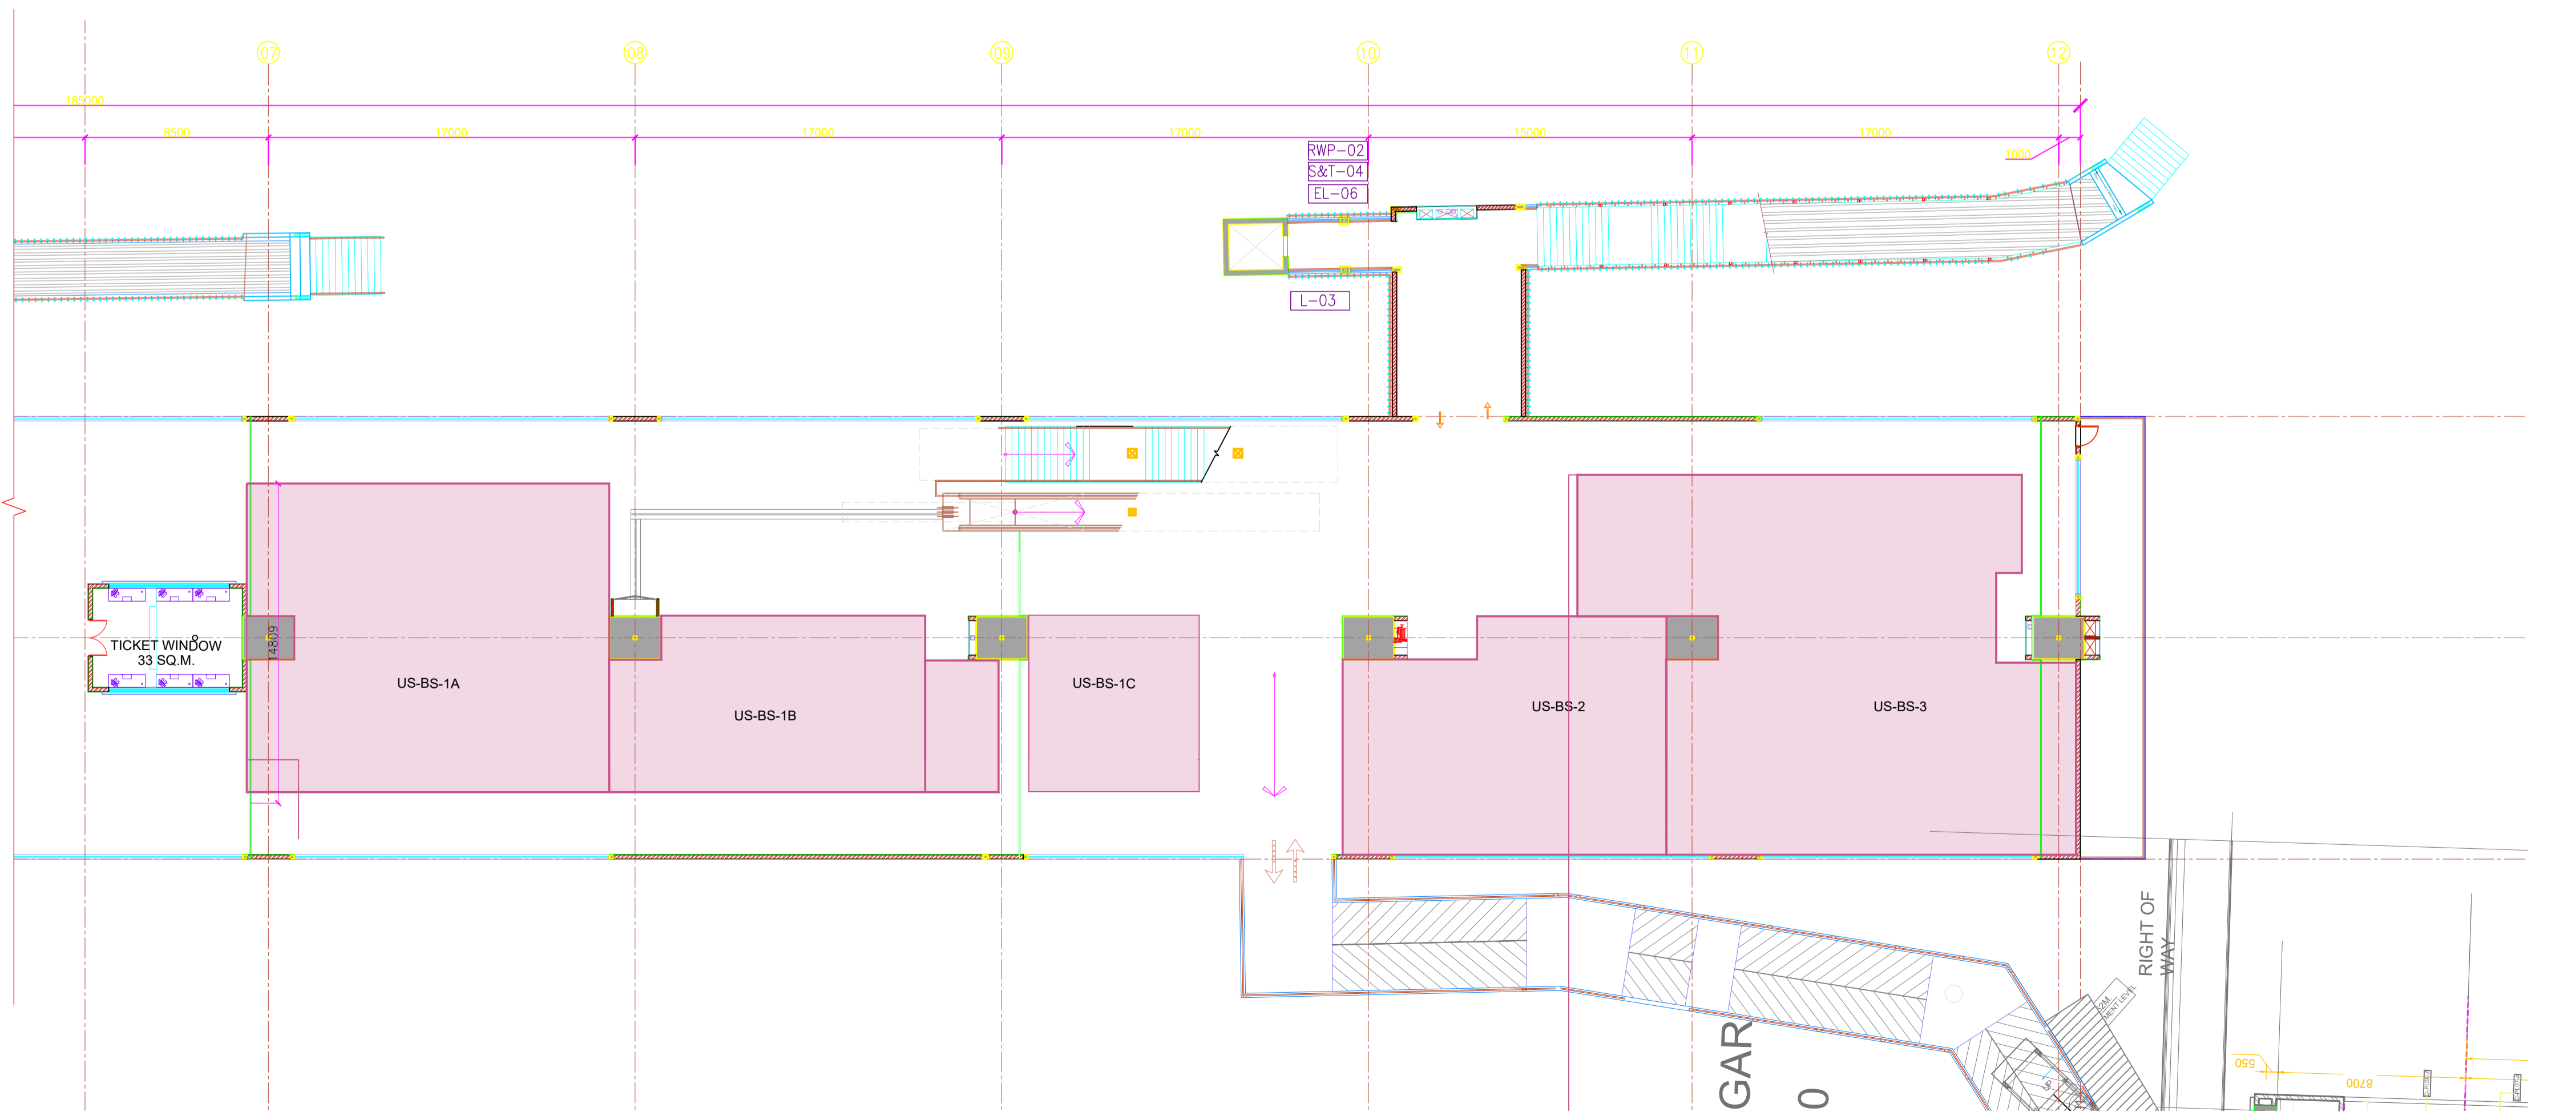 07
08
09
10
11
12
185000
8500
17000
17000
17000
15000
17000
1000
RWP-02
S&T-04
EL-06
L-03
TICKET WINDOW
33 SQ.M.
14809
US-BS-1A
US-BS-1B
US-BS-1C
US-BS-2
US-BS-3
RIGHT OF
WAY
GAR
0
UP
550
8700